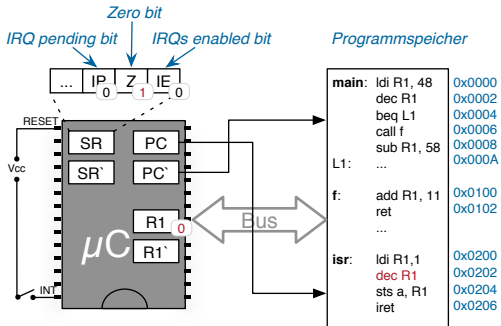 Zero bit
IRQ pending bit IRQs enabled bit Programmspeicher
... IP Z IE
0 1 0
main: ldi R1, 48 0x0000
dec R1 0x0002
beq L1 0x0004
call f 0x0006
sub R1, 58 0x0008
L1: ... 0x000A
f: add R1, 11 0x0100
ret 0x0102
...
isr: ldi R1,1 0x0200
dec R1 0x0202
sts a, R1 0x0204
iret 0x0206
RESET
Vcc
INT
SR PC
SR` PC`
R1 0
R1`
µC
Bus